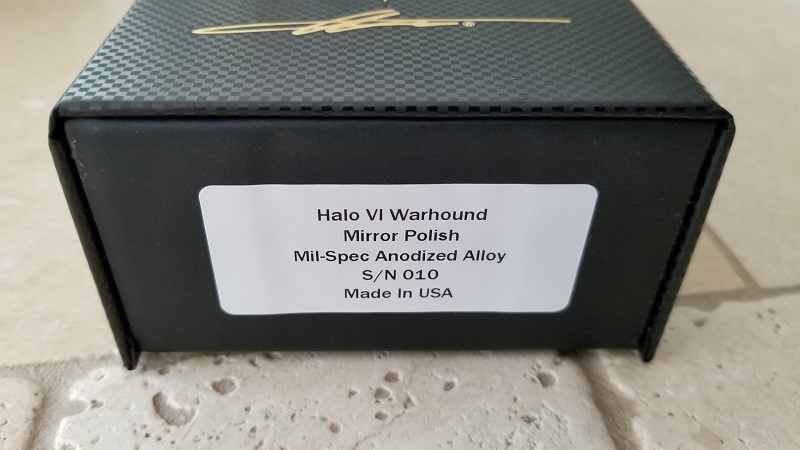 Halo VI Warhound
Mirror Polish
Mil-Spec Anodized Alloy
S/N 010
Made In USA